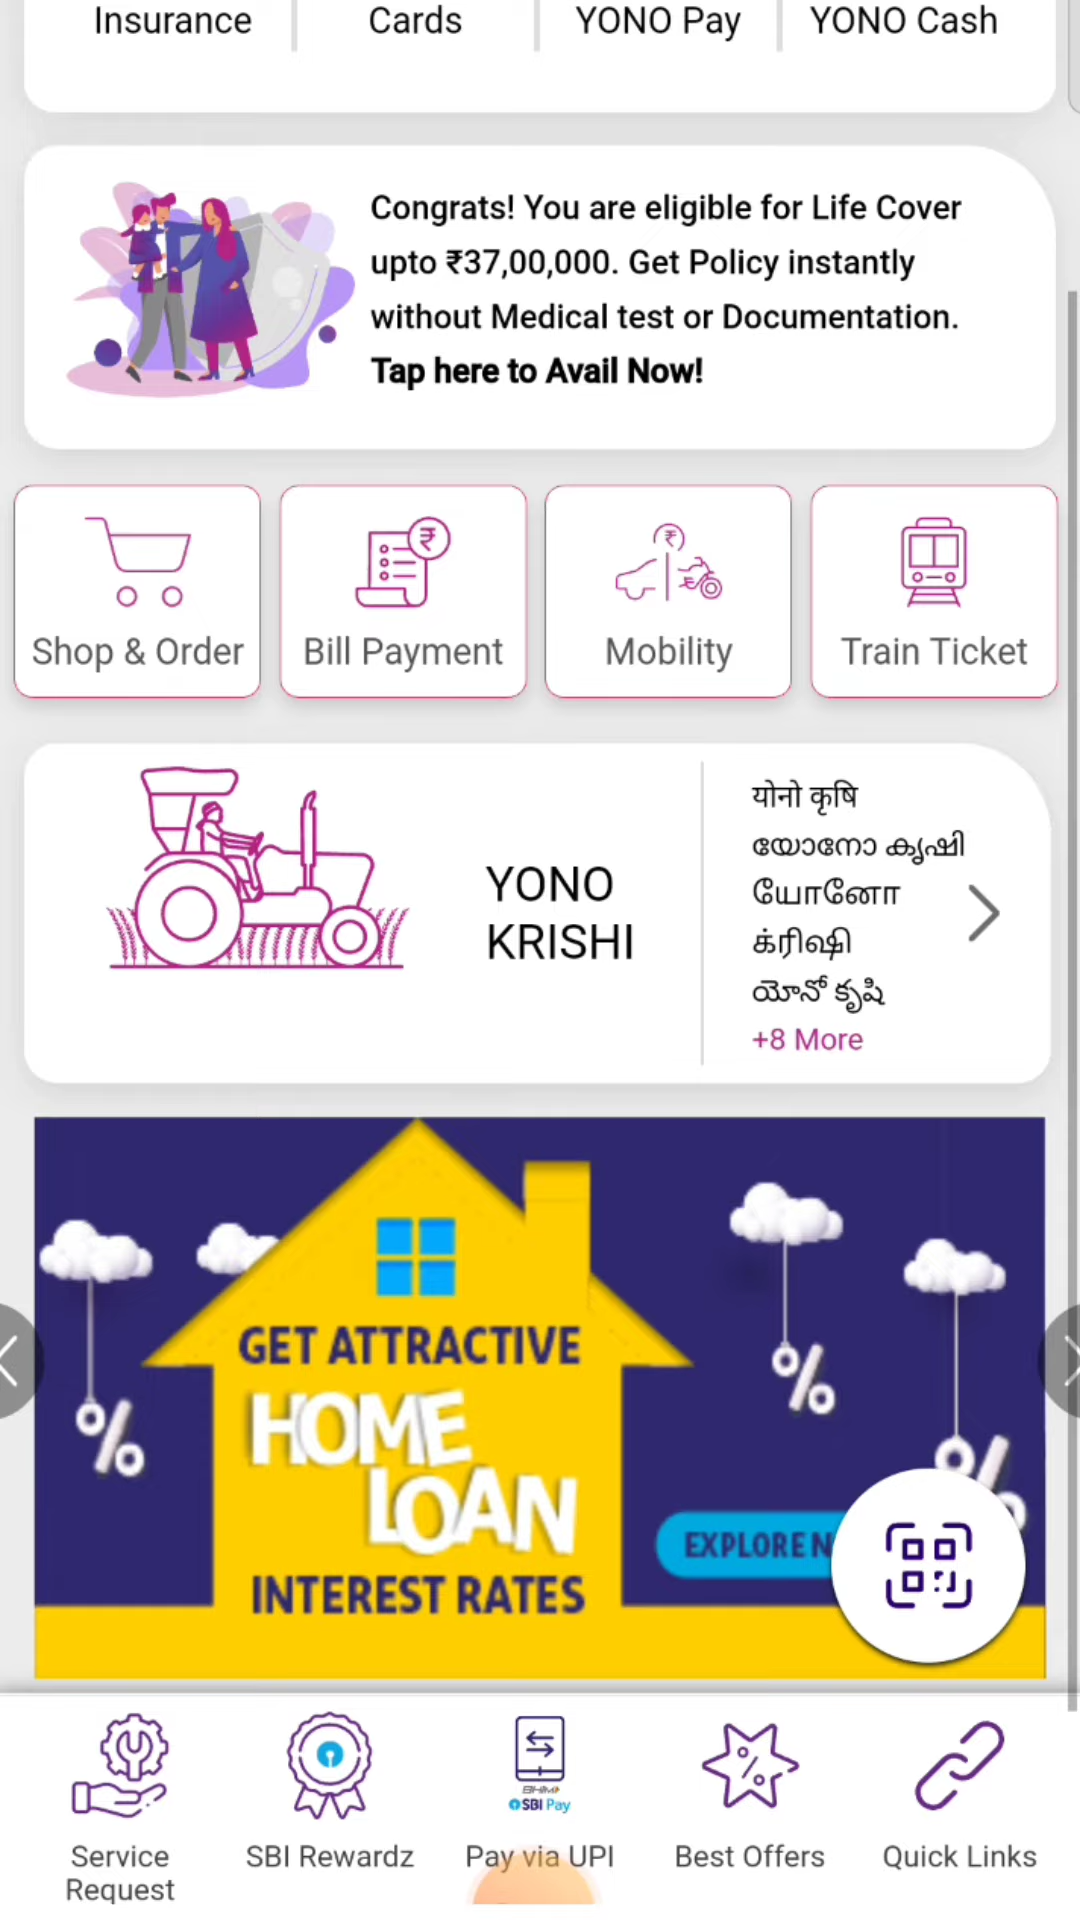 Insurance
Cards
YONO Pay
YONO Cash
Congrats! You are eligible for Life Cover
upto ₹37,00,000. Get Policy instantly
without Medical test or Documentation.
Tap here to Avail Now!
Shop & Order
Bill Payment
Mobility
Train Ticket
YONO
KRISHI
योनो कृषि
യോനോ കൃഷി
யோனோ
க்ரிஷி
యోనో కృషి
+8 More
GET ATTRACTIVE
HOME
LOAN
INTEREST RATES
EXPLORE
Service
Request
SBI Rewardz
BHIM
SBI Pay
Pay via UPI
Best Offers
Quick Links